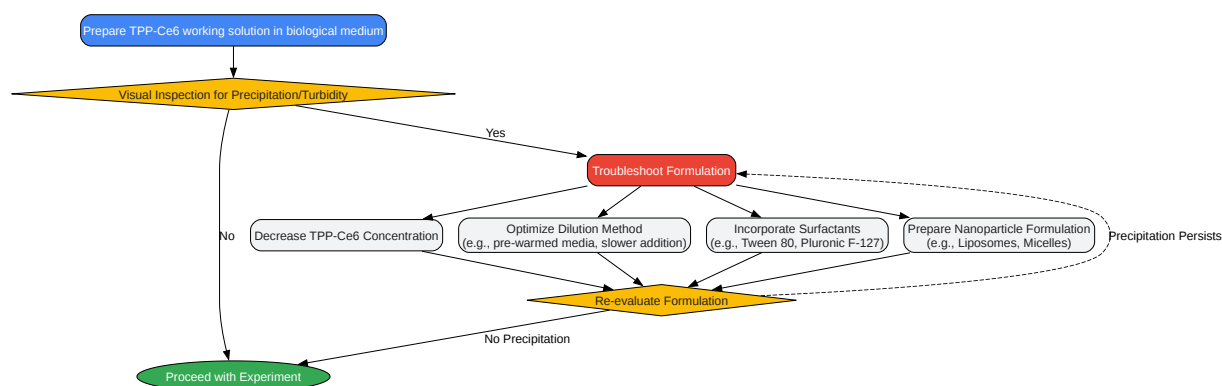 Prepare TPP-Ce6 working solution in biological medium
Visual Inspection for Precipitation/Turbidity
Yes
Troubleshoot Formulation
No
Decrease TPP-Ce6 Concentration
Optimize Dilution Method
(e.g., pre-warmed media, slower addition)
Incorporate Surfactants
(e.g., Tween 80, Pluronic F-127)
Prepare Nanoparticle Formulation
(e.g., Liposomes, Micelles)
Precipitation Persists
Re-evaluate Formulation
No Precipitation
Proceed with Experiment